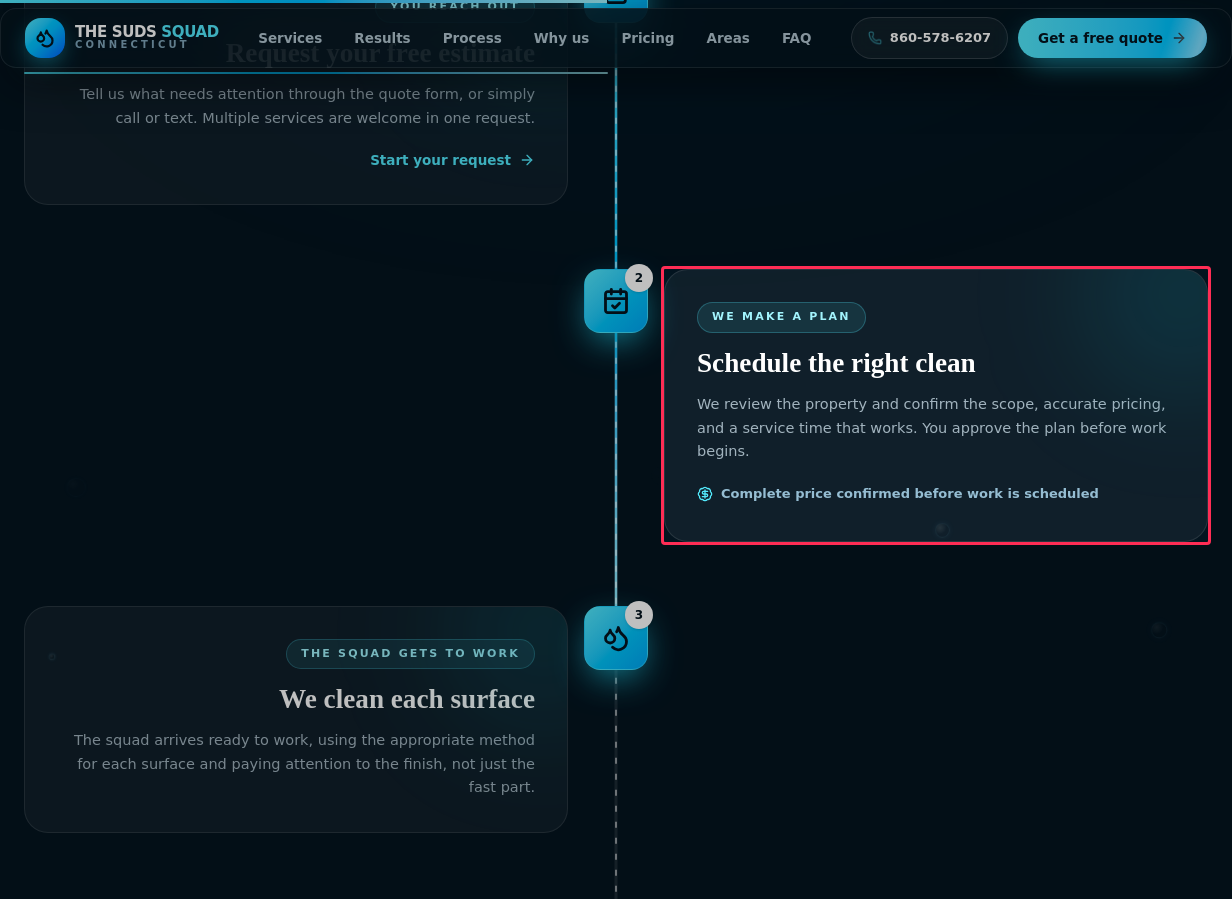 YOU REACH OUT
THE SUDS SQUAD
CONNECTICUT
Services
Results
Process
Why us
Pricing
Areas
FAQ
860-578-6207
Get a free quote
Request your free estimate
Tell us what needs attention through the quote form, or simply
call or text. Multiple services are welcome in one request.
Start your request
2
WE MAKE A PLAN
Schedule the right clean
We review the property and confirm the scope, accurate pricing,
and a service time that works. You approve the plan before work
begins.
Complete price confirmed before work is scheduled
3
THE SQUAD GETS TO WORK
We clean each surface
The squad arrives ready to work, using the appropriate method
for each surface and paying attention to the finish, not just the
fast part.